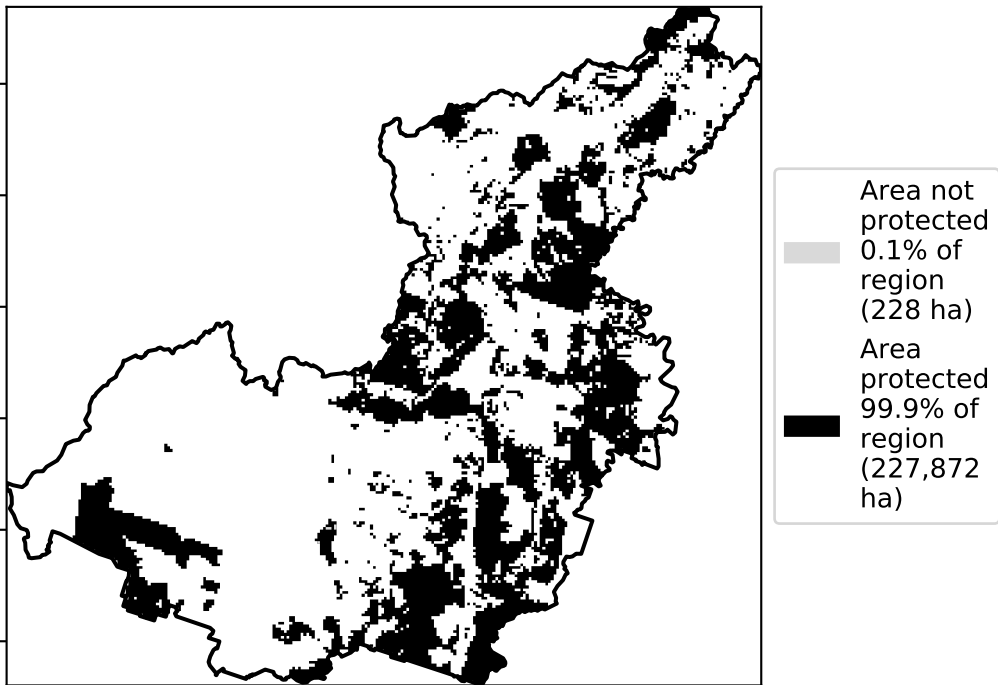 Area not
protected
0.1% of
region
(228 ha)
Area
protected
99.9% of
region
(227,872
ha)